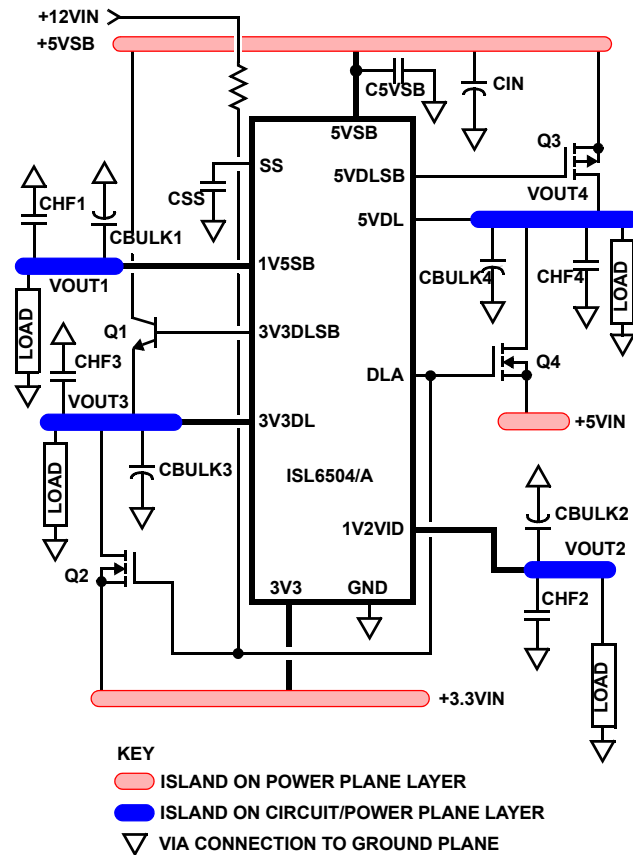 +12VIN
+5VSB
C5VSB
CIN
5VSB
Q3
SS
5VDLSB
VOUT4
CHF1
CSS
5VDL
CBULK1
1V5SB
CBULK4
CHF4
LOAD
VOUT1
LOAD
Q1
3V3DLSB
CHF3
DLA
Q4
VOUT3
3V3DL
+5VIN
LOAD
CBULK3
ISL6504/A
CBULK2
1V2VID
VOUT2
Q2
3V3
GND
CHF2
LOAD
+3.3VIN
KEY
ISLAND ON POWER PLANE LAYER
ISLAND ON CIRCUIT/POWER PLANE LAYER
VIA CONNECTION TO GROUND PLANE